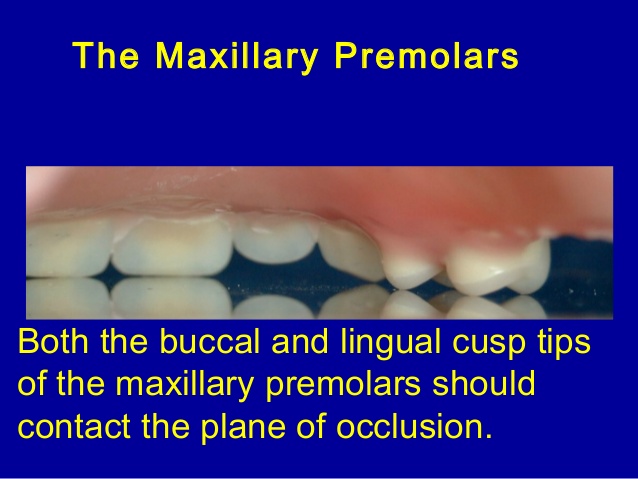 The Maxillary Premolars
Both the buccal and lingual cusp tips
of the maxillary premolars should
contact the plane of occlusion.